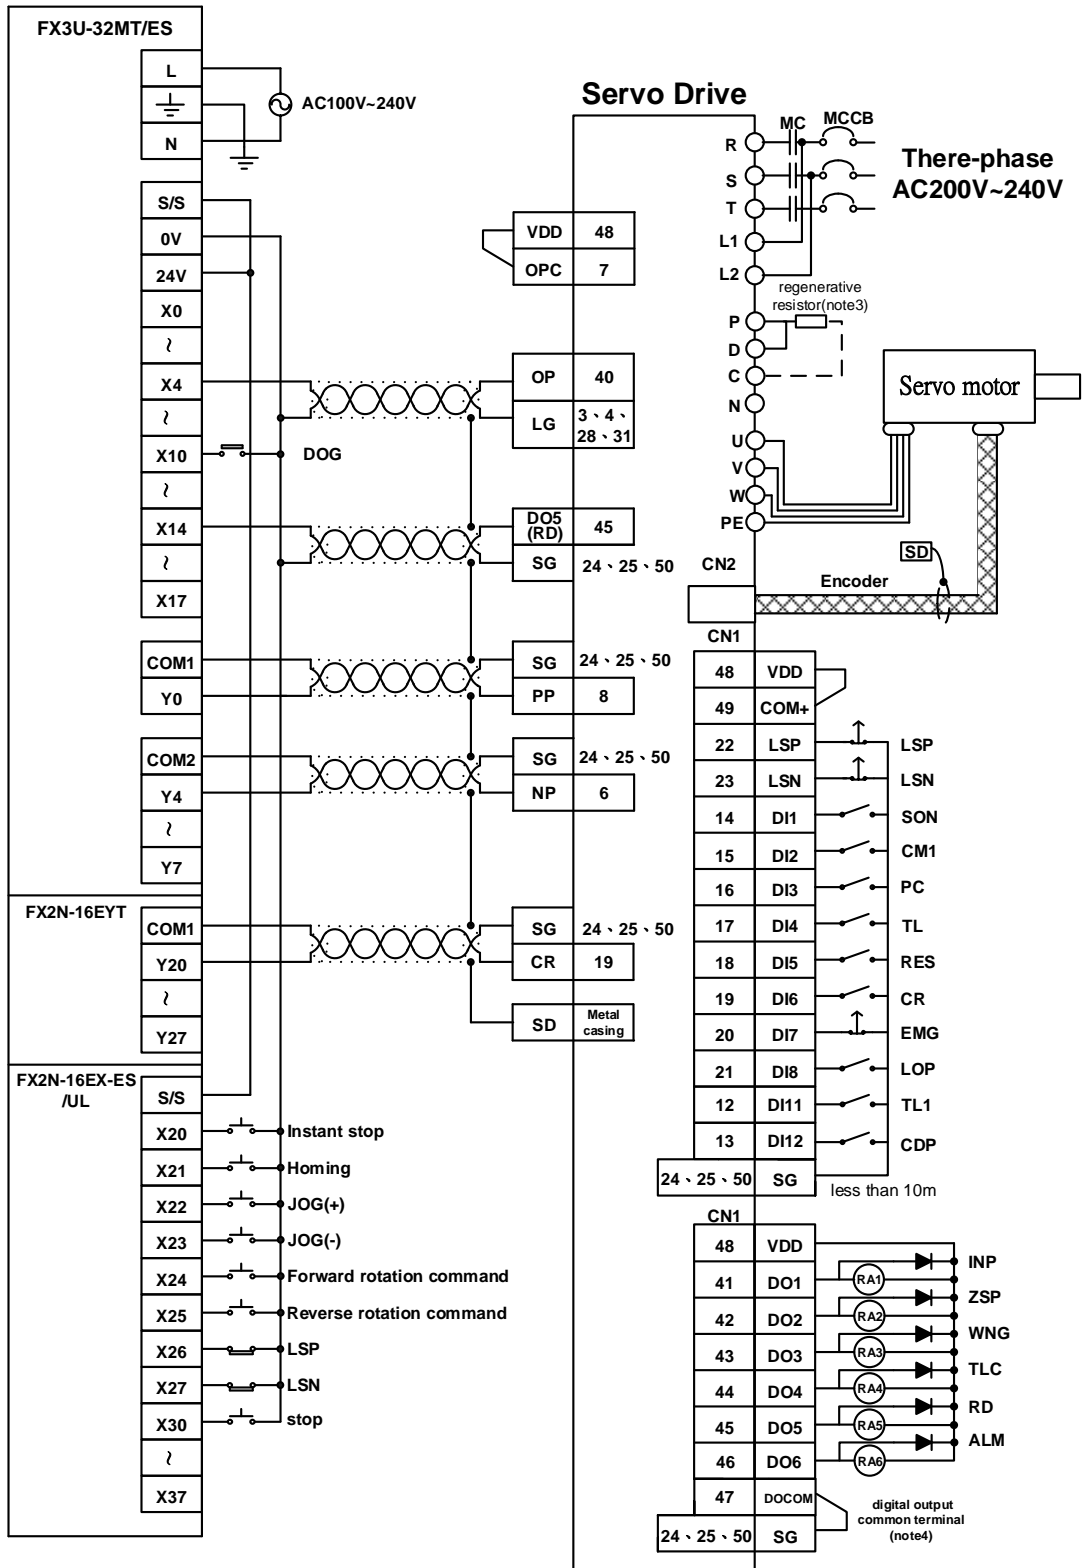 FX3U-32MT/ES
L
N
AC100V~240V
S/S
0V
24V
X0
~
X4
~
X10
DOG
~
X14
~
X17
COM1
Y0
COM2
Y4
~
Y7
FX2N-16EYT
COM1
Y20
~
Y27
FX2N-16EX-ES
/UL
S/S
X20
Instant stop
X21
Homing
X22
JOG(+)
X23
JOG(-)
X24
Forward rotation command
X25
Reverse rotation command
X26
LSP
X27
LSN
X30
stop
~
X37
Servo Drive
VDD 48
OPC 7
OP 40
LG 3、4、
28、31
DO5
(RD) 45
SG 24、25、50
SG 24、25、50
PP 8
SG 24、25、50
NP 6
SG 24、25、50
CR 19
SD Metal
casing
MC MCCB
R
S
T
L1
L2
There-phase
AC200V~240V
regenerative
resistor(note3)
P
D
C
N
U
V
W
PE
Servo motor
SD
CN2
Encoder
CN1
48 VDD
49 COM+
22 LSP LSP
23 LSN LSN
14 DI1 SON
15 DI2 CM1
16 DI3 PC
17 DI4 TL
18 DI5 RES
19 DI6 CR
20 DI7 EMG
21 DI8 LOP
12 DI11 TL1
13 DI12 CDP
24、25、50 SG
less than 10m
CN1
48 VDD
INP
41 DO1 RA1
ZSP
42 DO2 RA2
WNG
43 DO3 RA3
TLC
44 DO4 RA4
RD
45 DO5 RA5
ALM
46 DO6 RA6
47 DOCOM
24、25、50 SG
digital output
common terminal
(note4)